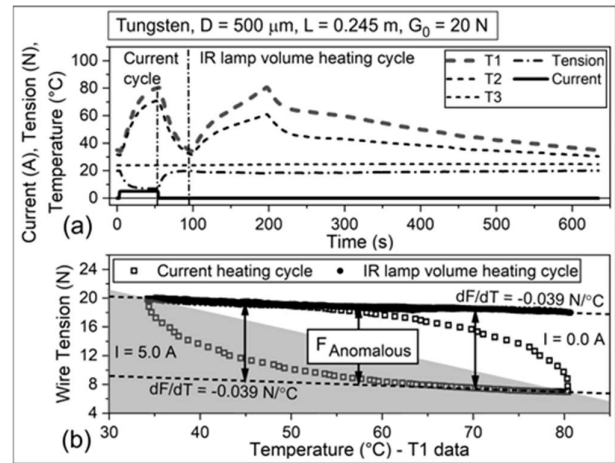 Tungsten, D = 500 μm, L = 0.245 m, G₀ = 20 N
Current (A), Tension (N),
Temperature (°C)
100
80
60
40
20
0
Current
cycle
IR lamp volume heating cycle
T1
T2
T3
Tension
Current
(a)
0 100 200 300 400 500 600
Time (s)
Wire Tension (N)
24
20
16
12
8
4
Current heating cycle
IR lamp volume heating cycle
dF/dT = -0.039 N/°C
I = 5.0 A
F Anomalous
I = 0.0 A
dF/dT = -0.039 N/°C
(b)
30 40 50 60 70 80
Temperature (°C) - T1 data